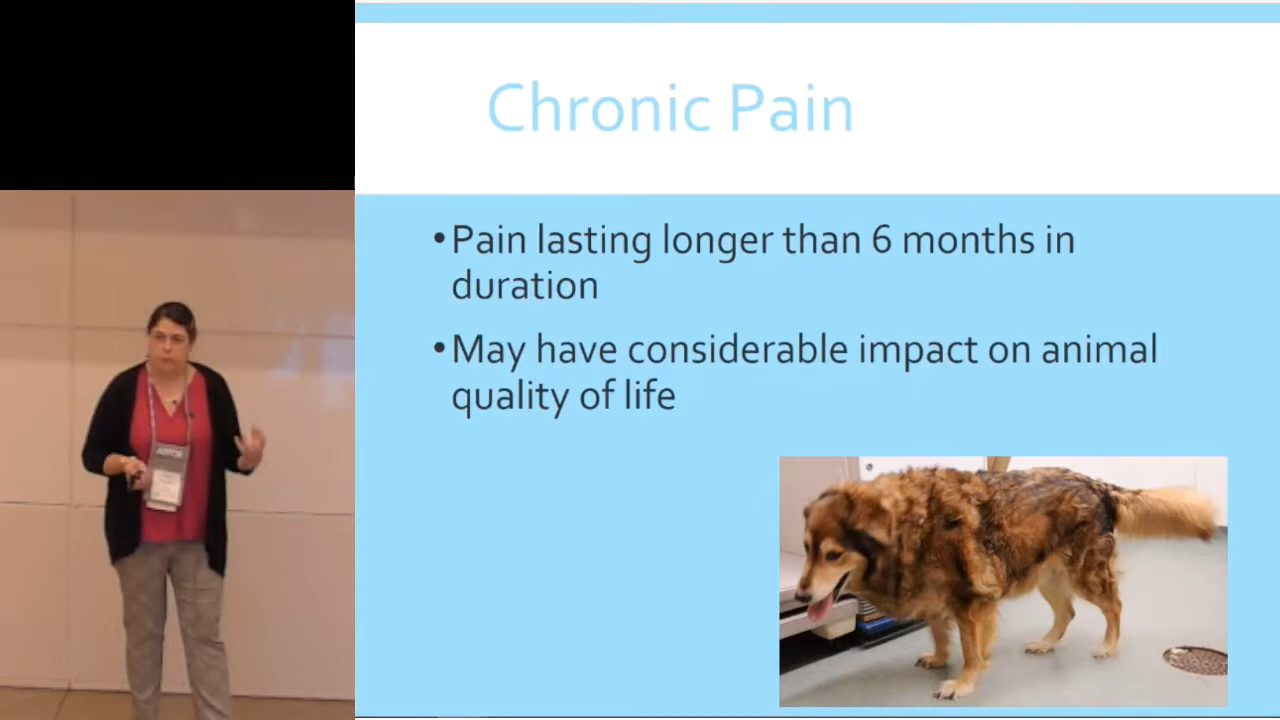 Chronic Pain
•Pain lasting longer than 6 months in
duration
•May have considerable impact on animal
quality of life